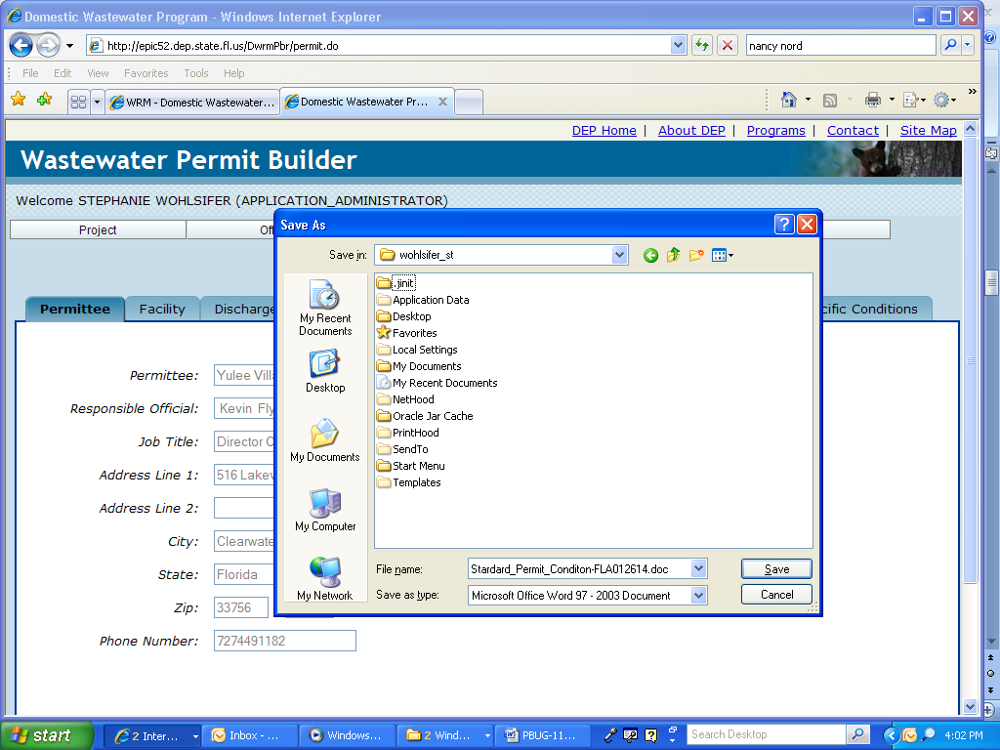 Domestic Wastewater Program - Windows Internet Explorer
http://epic52.dep.state.fl.us/DwrmPbr/permit.do
nancy nord
File Edit View Favorites Tools Help
WRM - Domestic Wastewater...
Domestic Wastewater Pr...
DEP Home | About DEP | Programs | Contact | Site Map
Wastewater Permit Builder
Welcome STEPHANIE WOHLSIFER (APPLICATION_ADMINISTRATOR)
Project
Permittee Facility Discharge
cific Conditions
Permittee: Yulee Villa
Responsible Official: Kevin Fly
Job Title: Director O
Address Line 1: 516 Lakev
Address Line 2:
City: Clearwate
State: Florida
Zip: 33756
Phone Number: 7274491182
Save As
Save in: wohlsifer_st
My Recent Documents
Desktop
My Documents
My Computer
My Network
.jinit
Application Data
Desktop
Favorites
Local Settings
My Documents
My Recent Documents
NetHood
Oracle Jar Cache
PrintHood
SendTo
Start Menu
Templates
File name: Stardard_Permit_Conditon-FLA012614.doc Save
Save as type: Microsoft Office Word 97 - 2003 Document Cancel
start 2 Inter... Inbox - ... Windows... 2 Wind... PBUG-11... Search Desktop 4:02 PM